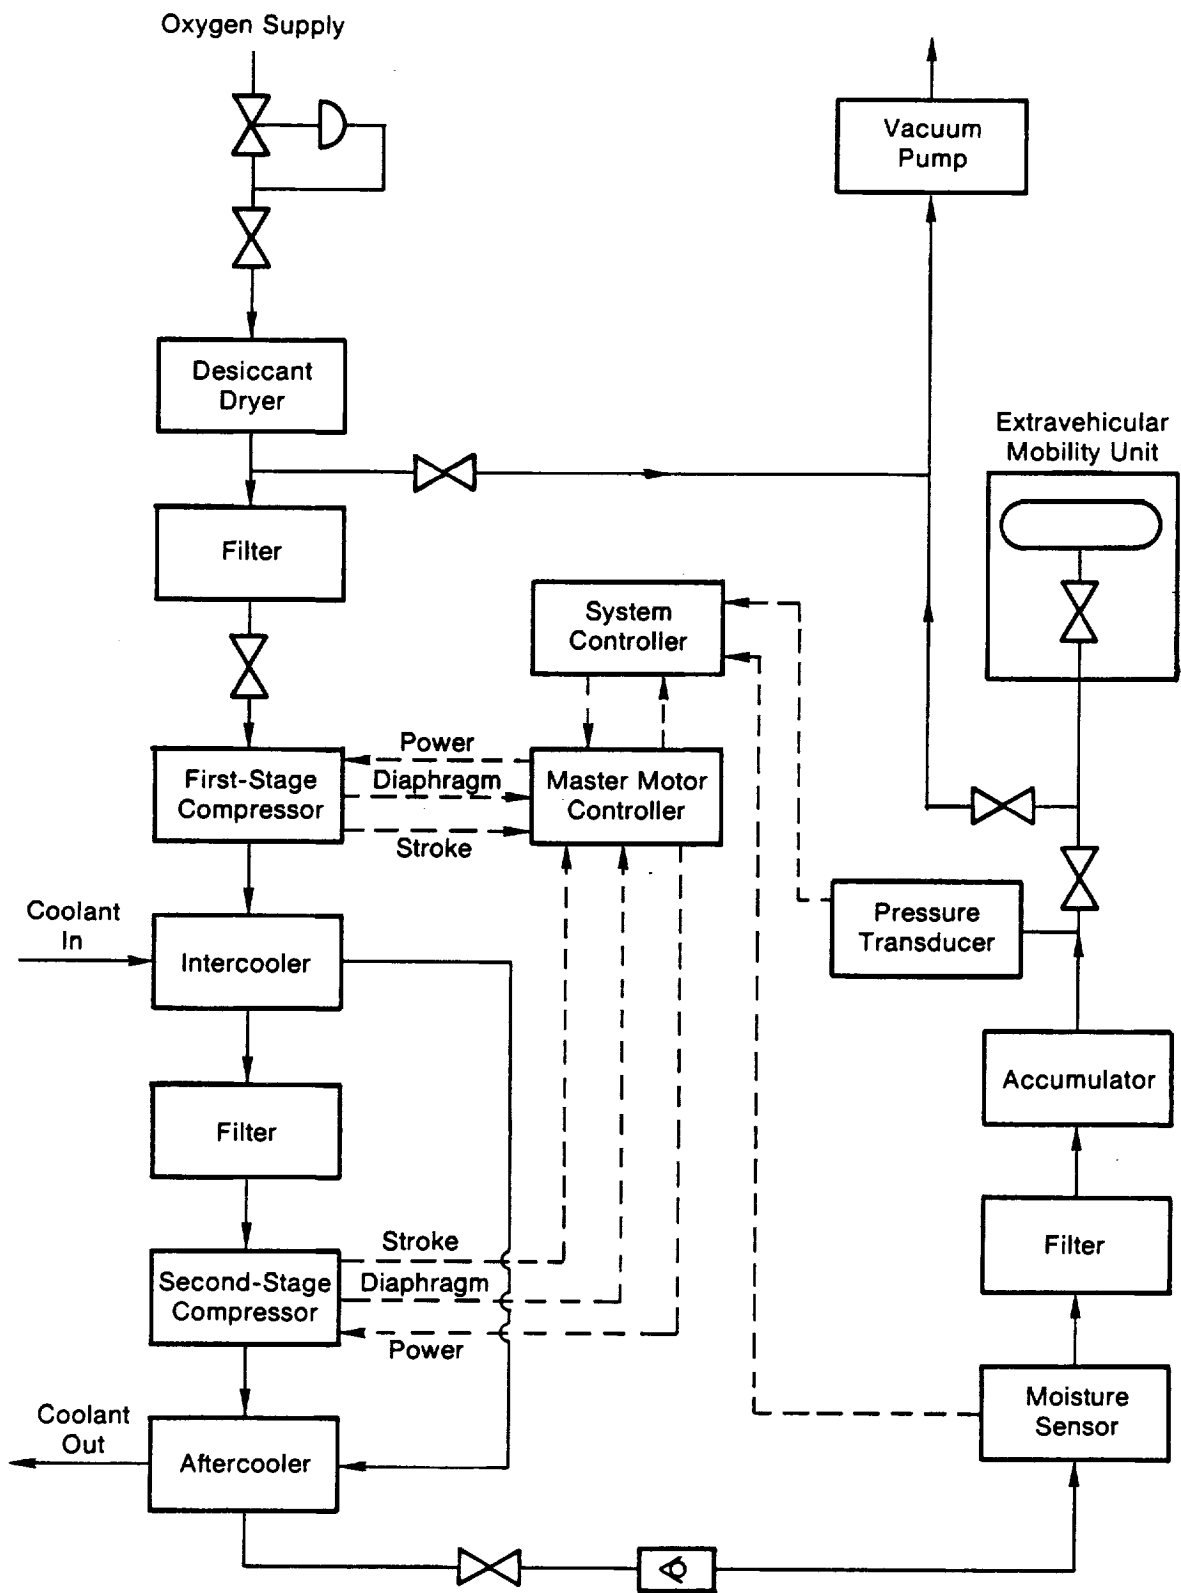 Oxygen Supply
Vacuum
Pump
Desiccant
Dryer
Extravehicular
Mobility Unit
Filter
System
Controller
Power
First-Stage
Compressor
Diaphragm
Stroke
Master Motor
Controller
Coolant
In
Intercooler
Pressure
Transducer
Accumulator
Filter
Filter
Stroke
Second-Stage
Compressor
Diaphragm
Power
Moisture
Sensor
Coolant
Out
Aftercooler